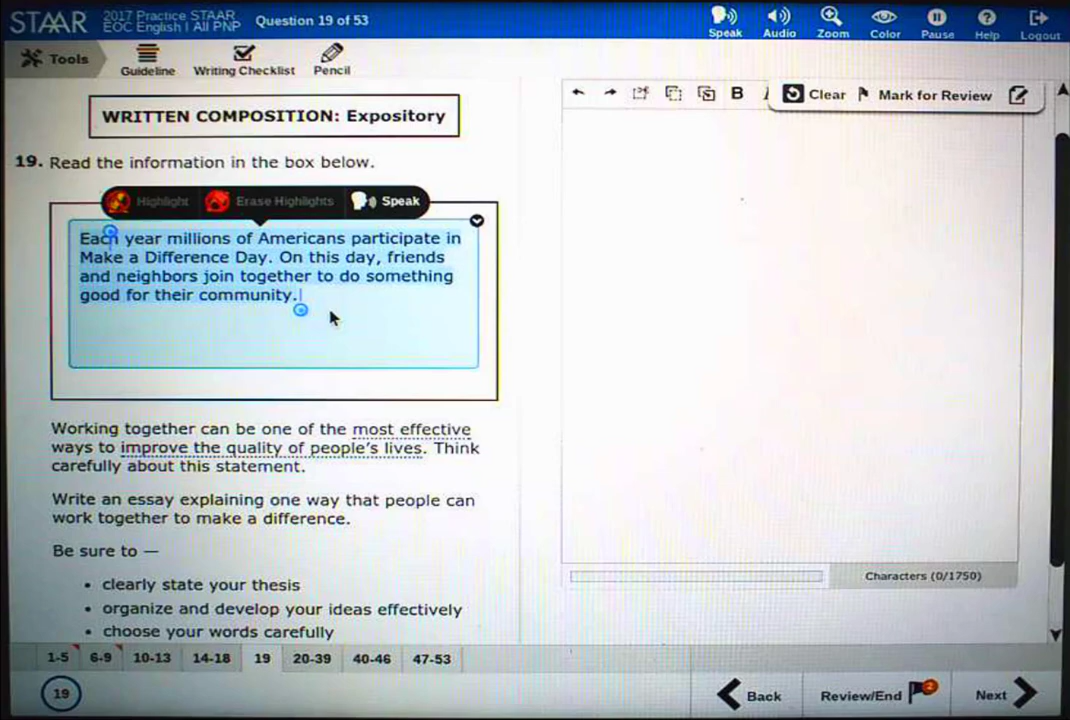 STAAR 2017 Practice STAAR Question 19 of 53
EOC English I All PNP
Speak Audio Zoom Color Pause Help Logout
Tools Guideline Writing Checklist Pencil
WRITTEN COMPOSITION: Expository
B Clear Mark for Review
19. Read the information in the box below.
Highlight Erase Highlights Speak
Each year millions of Americans participate in
Make a Difference Day. On this day, friends
and neighbors join together to do something
good for their community.
Working together can be one of the most effective
ways to improve the quality of people's lives. Think
carefully about this statement.
Write an essay explaining one way that people can
work together to make a difference.
Be sure to —
• clearly state your thesis
• organize and develop your ideas effectively
• choose your words carefully
Characters (0/1750)
1-5 6-9 10-13 14-18 19 20-39 40-46 47-53
19 Back Review/End 2 Next